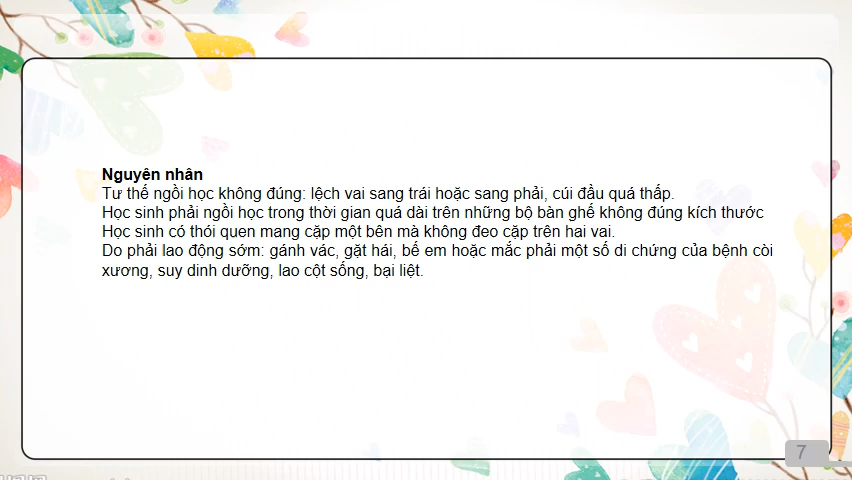 Nguyên nhân
Tư thế ngồi học không đúng: lệch vai sang trái hoặc sang phải, cúi đầu quá thấp.
Học sinh phải ngồi học trong thời gian quá dài trên những bộ bàn ghế không đúng kích thước
Học sinh có thói quen mang cặp một bên mà không đeo cặp trên hai vai.
Do phải lao động sớm: gánh vác, gặt hái, bế em hoặc mắc phải một số di chứng của bệnh còi
xương, suy dinh dưỡng, lao cột sống, bại liệt.
7